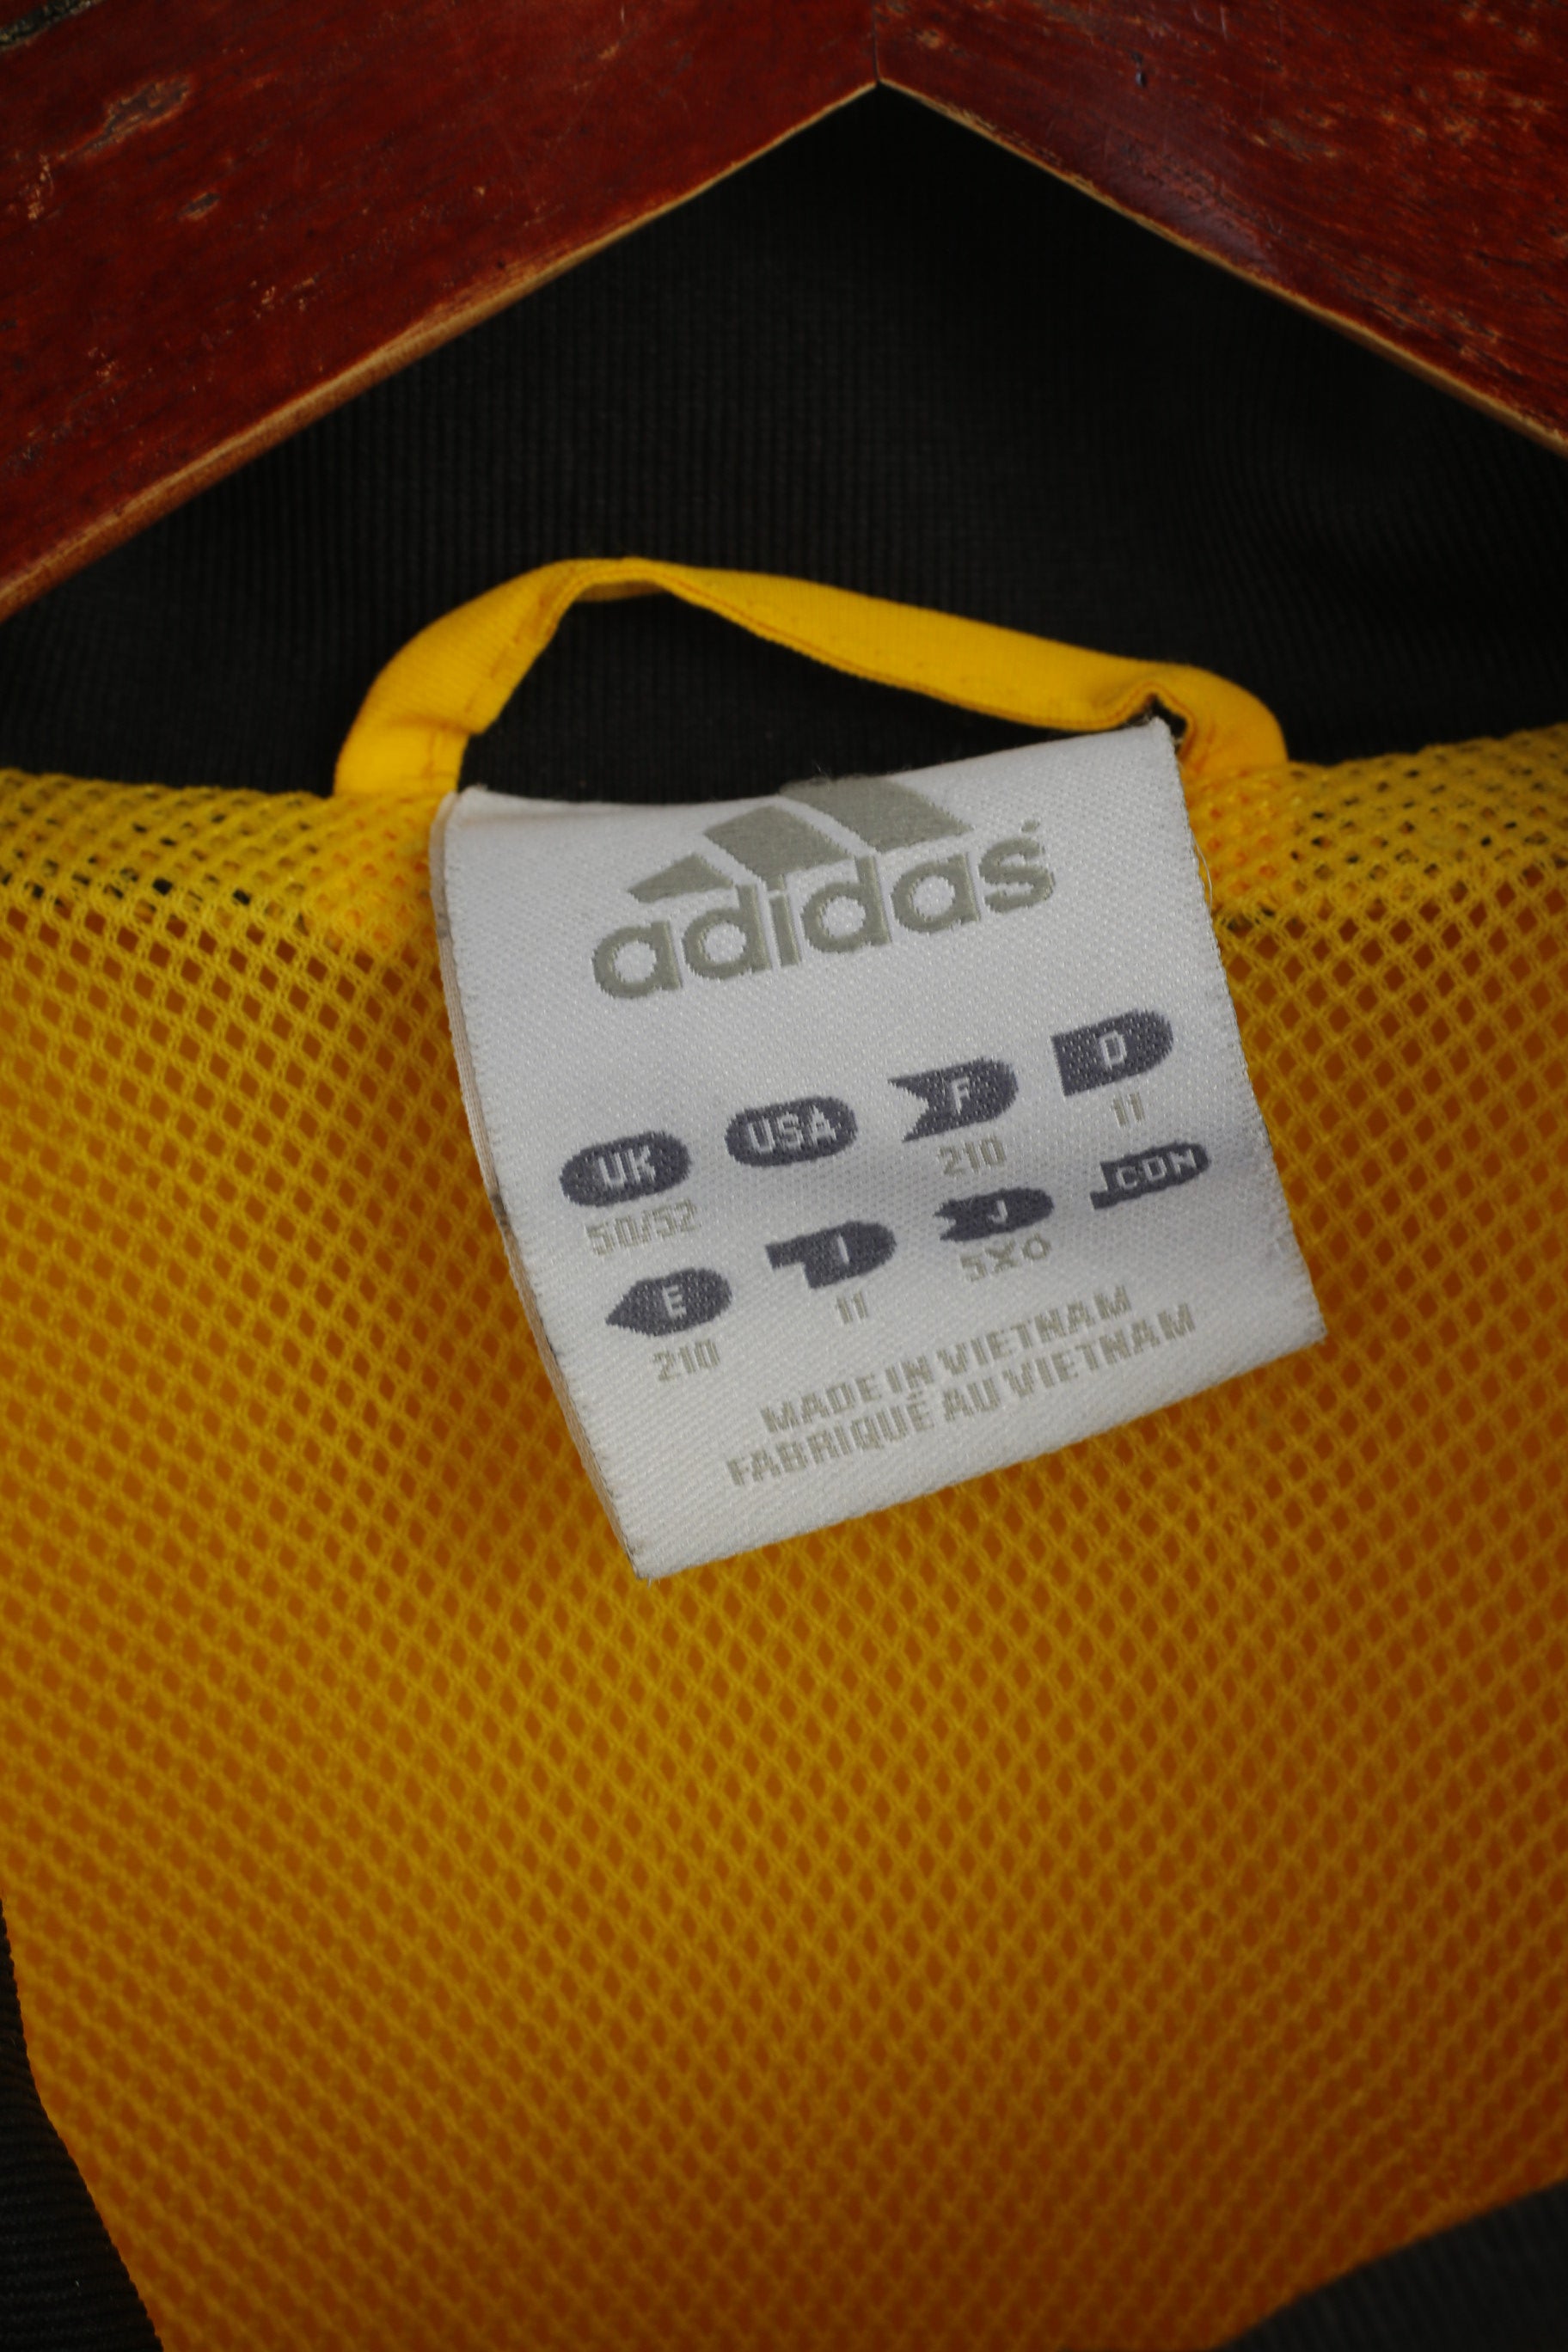 adidas
UK USA F D
50/52 210 11
E I J CDN
210 11 5XO
MADE IN VIETNAM
FABRIQUÉ AU VIETNAM